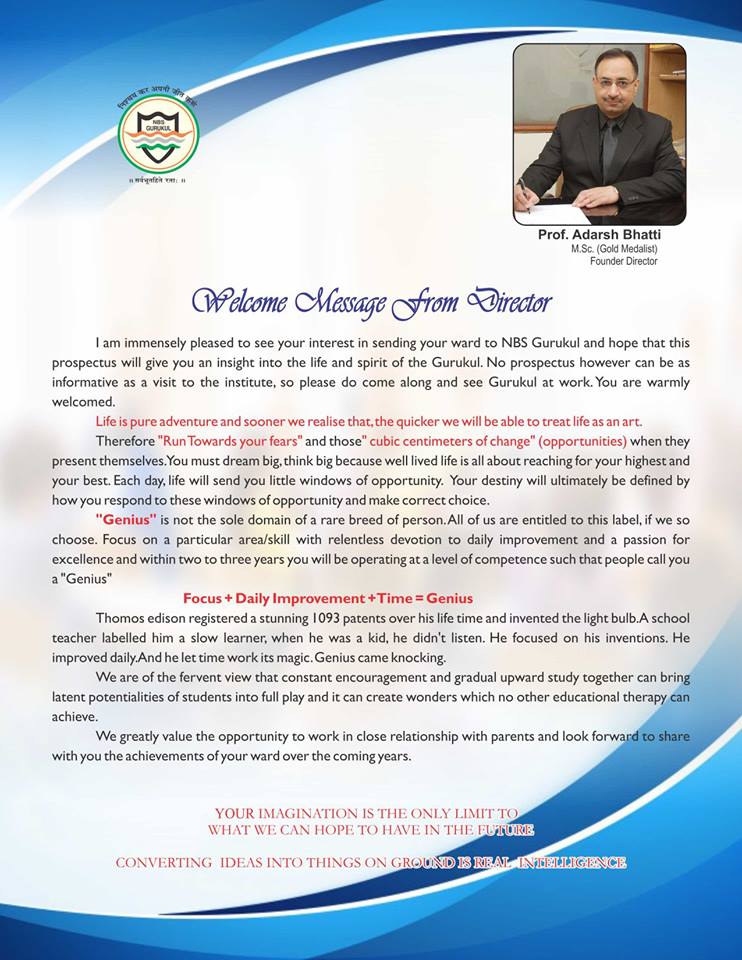 निश्चय कर अपनी जीत करों
NBS
GURUKUL
॥ सर्वभूतहिते रताः ॥
Prof. Adarsh Bhatti
M.Sc. (Gold Medalist)
Founder Director
Welcome Message From Director
I am immensely pleased to see your interest in sending your ward to NBS Gurukul and hope that this
prospectus will give you an insight into the life and spirit of the Gurukul. No prospectus however can be as
informative as a visit to the institute, so please do come along and see Gurukul at work. You are warmly
welcomed.
Life is pure adventure and sooner we realise that, the quicker we will be able to treat life as an art.
Therefore "Run Towards your fears" and those" cubic centimeters of change" (opportunities) when they
present themselves.You must dream big, think big because well lived life is all about reaching for your highest and
your best. Each day, life will send you little windows of opportunity. Your destiny will ultimately be defined by
how you respond to these windows of opportunity and make correct choice.
"Genius" is not the sole domain of a rare breed of person. All of us are entitled to this label, if we so
choose. Focus on a particular area/skill with relentless devotion to daily improvement and a passion for
excellence and within two to three years you will be operating at a level of competence such that people call you
a "Genius"
Focus + Daily Improvement +Time = Genius
Thomos edison registered a stunning 1093 patents over his life time and invented the light bulb.A school
teacher labelled him a slow learner, when he was a kid, he didn't listen. He focused on his inventions. He
improved daily.And he let time work its magic. Genius came knocking.
We are of the fervent view that constant encouragement and gradual upward study together can bring
latent potentialities of students into full play and it can create wonders which no other educational therapy can
achieve.
We greatly value the opportunity to work in close relationship with parents and look forward to share
with you the achievements of your ward over the coming years.
YOUR IMAGINATION IS THE ONLY LIMIT TO
WHAT WE CAN HOPE TO HAVE IN THE FUTURE
CONVERTING IDEAS INTO THINGS ON GROUND IS REAL INTELLIGENCE